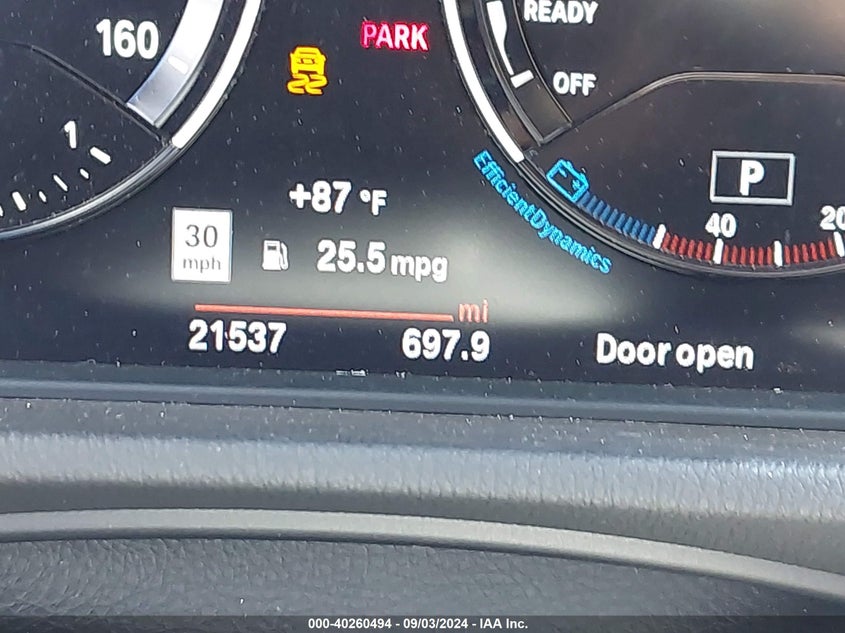 READY
160
PARK
OFF
1
EfficientDynamics
P
+87 °F
40
20
30
mph
25.5 mpg
mi
21537
697.9
Door open
000-40260494 - 09/03/2024 - IAA Inc.